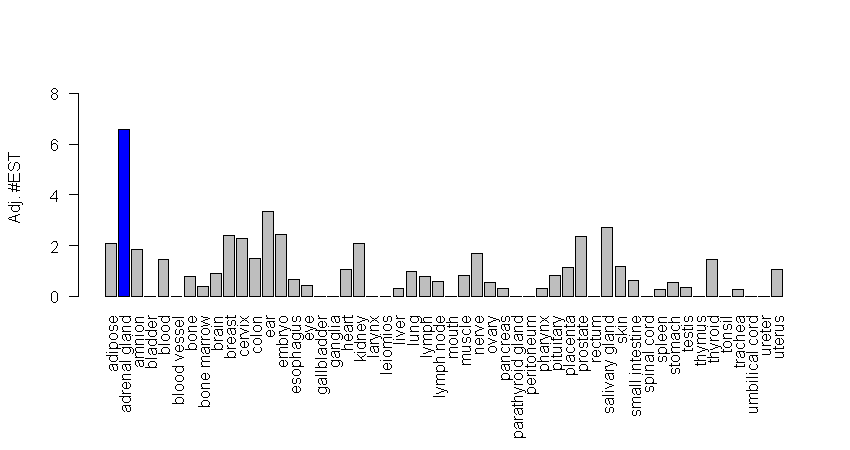 Adj. #EST
8
6
4
2
0
adipose
adrenal gland
amnion
bladder
blood
blood vessel
bone
bone marrow
brain
breast
cervix
colon
ear
embryo
esophagus
eye
gallbladder
ganglia
heart
kidney
larynx
leiomios
liver
lung
lymph
lymph node
mouth
muscle
nerve
ovary
pancreas
parathyroid gland
peritoneum
pharynx
pituitary
placenta
prostate
rectum
salivary gland
skin
small intestine
spinal cord
spleen
stomach
testis
thymus
thyroid
tonsil
trachea
umbilical cord
ureter
uterus